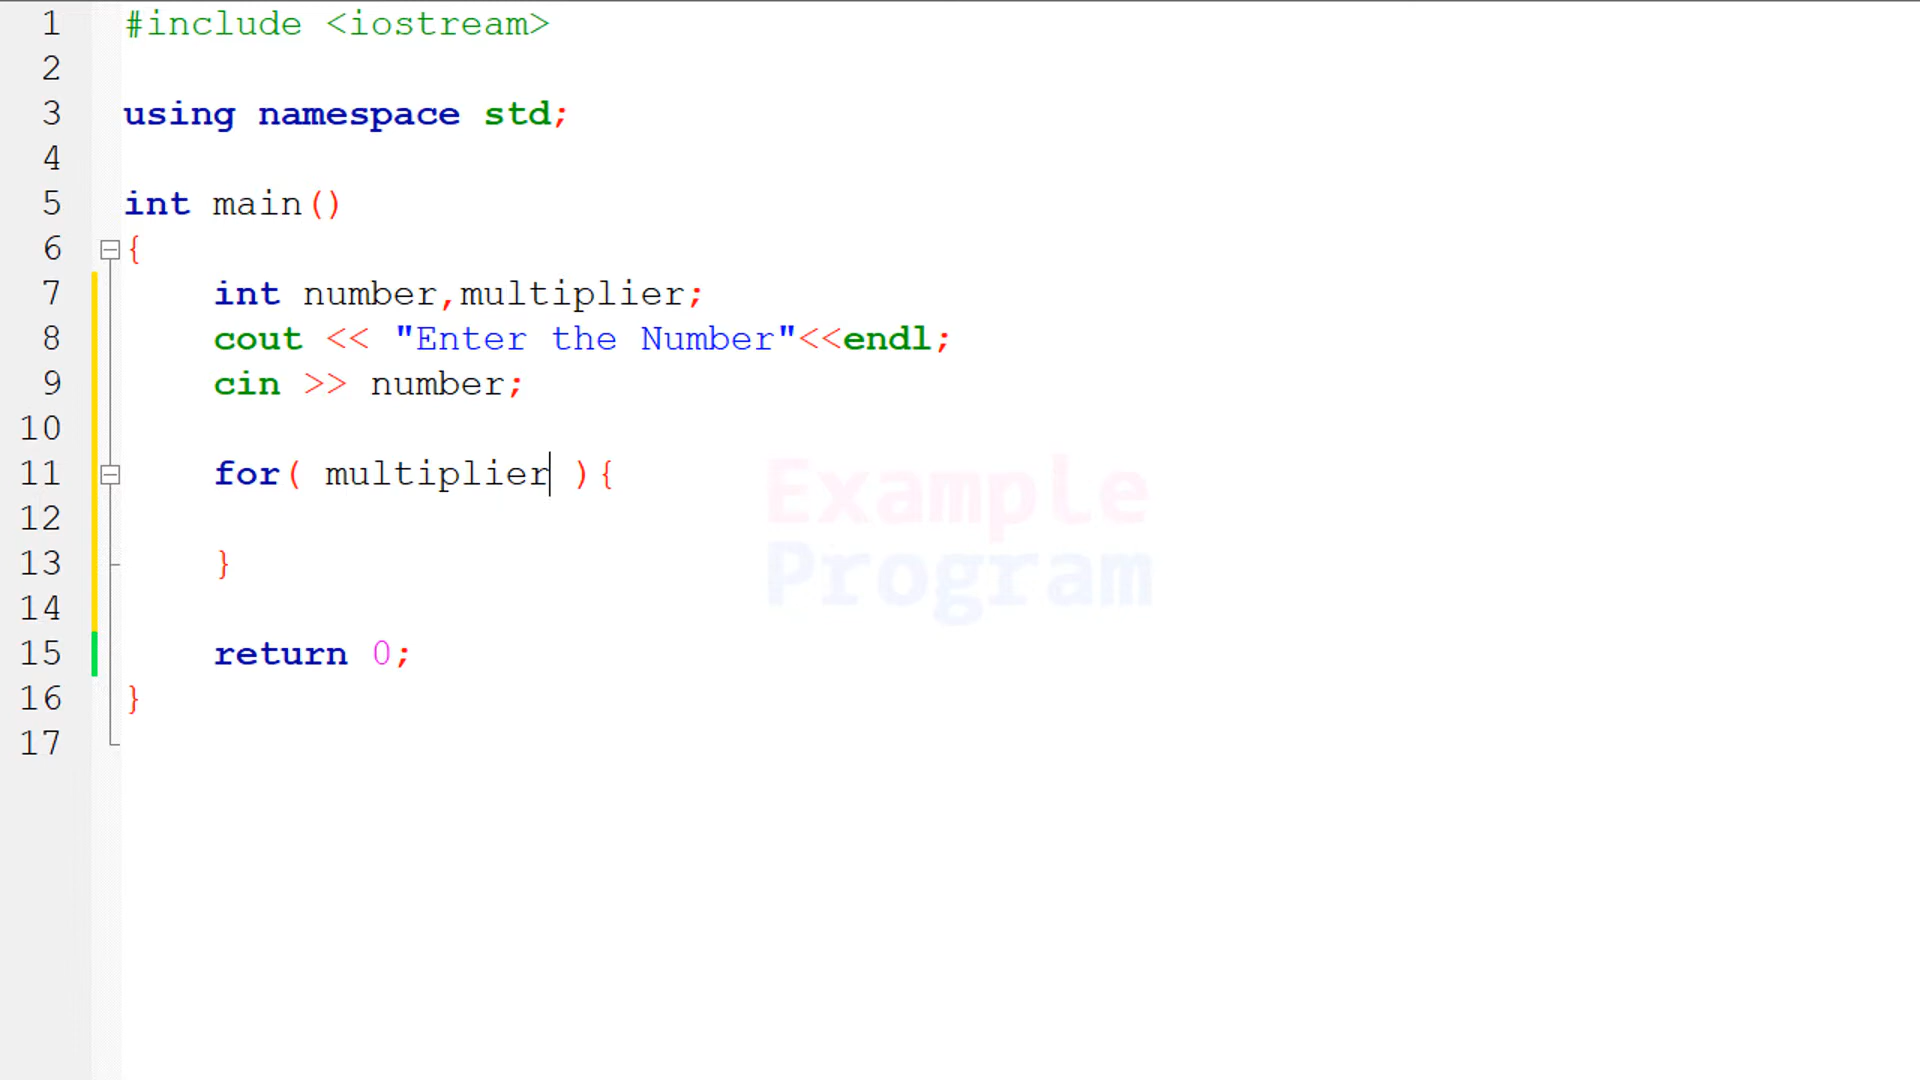 1 #include <iostream>
2
3 using namespace std;
4
5 int main()
6 {
7 int number,multiplier;
8 cout << "Enter the Number"<<endl;
9 cin >> number;
10
11 for( multiplier ){
12
13 }
14
15 return 0;
16 }
17
Example
Program